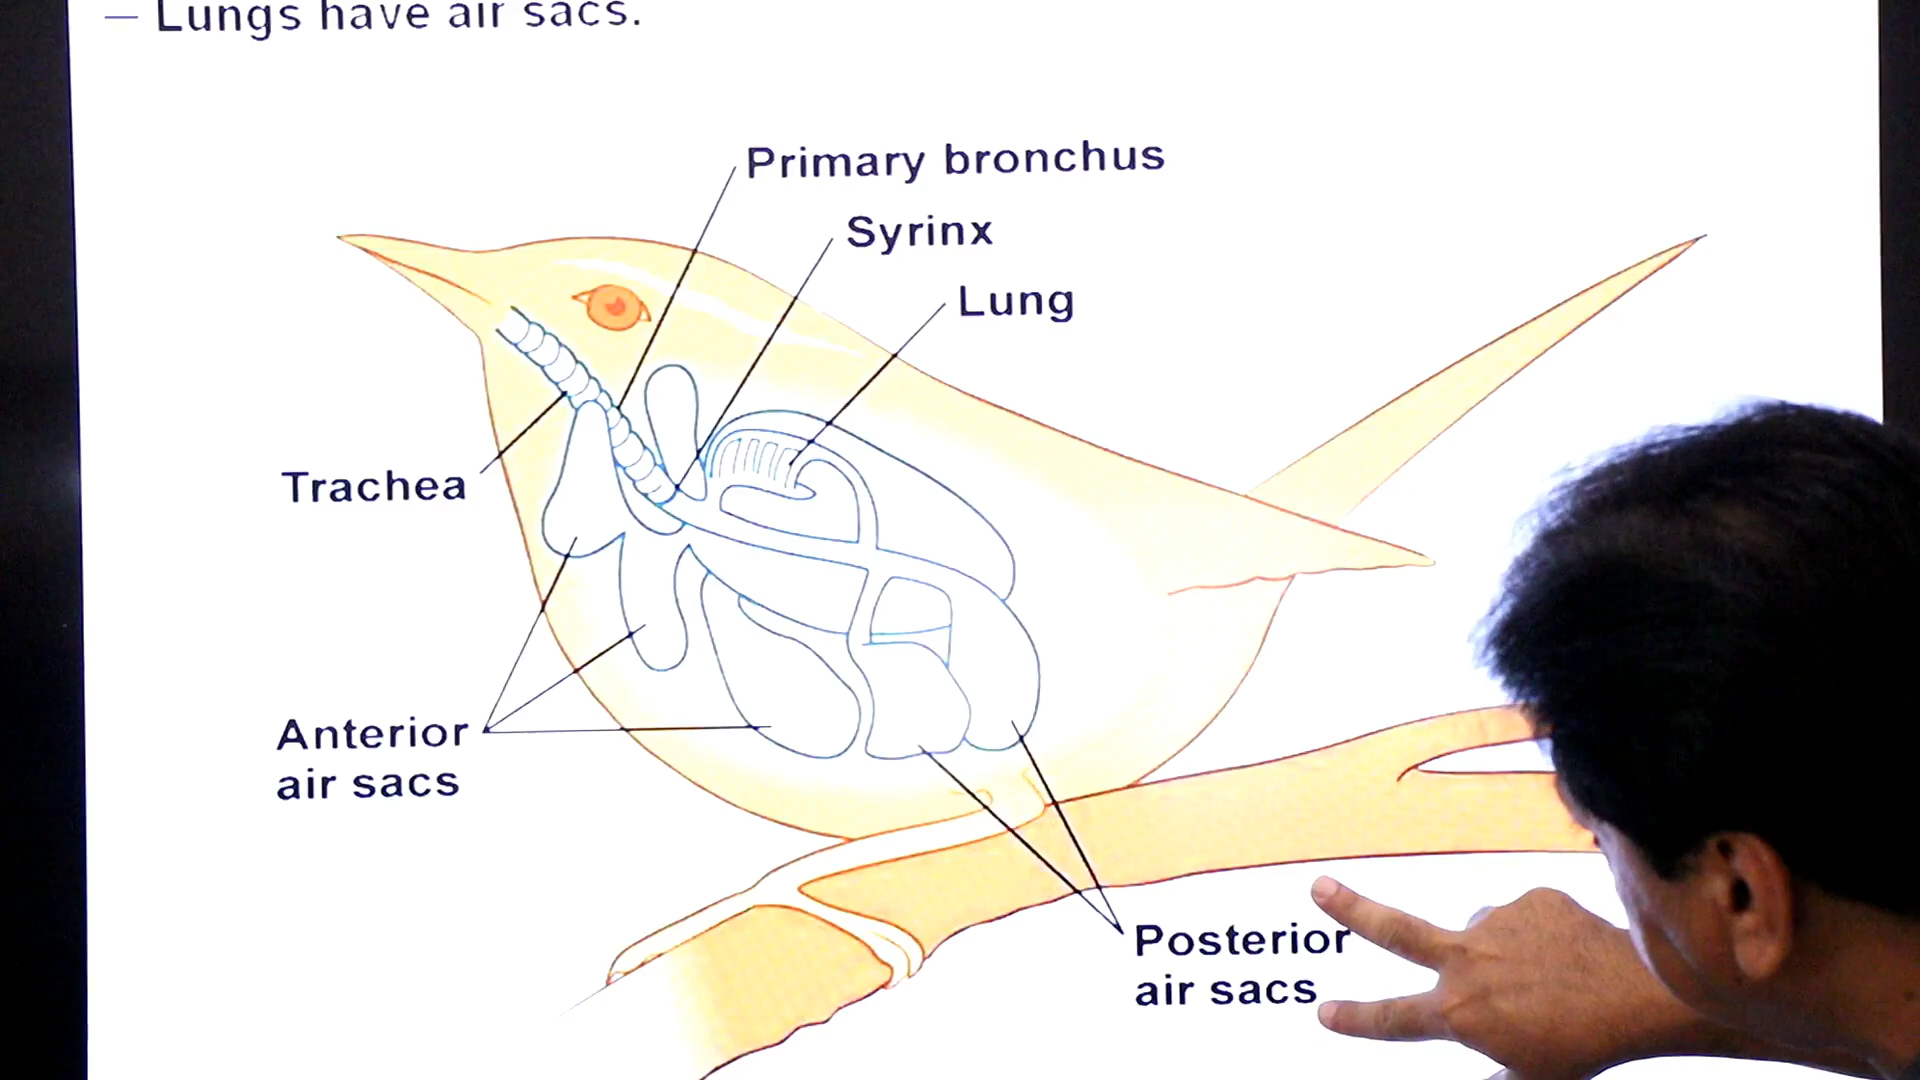 — Lungs have air sacs.
Primary bronchus
Syrinx
Lung
Trachea
Anterior
air sacs
Posterior
air sacs